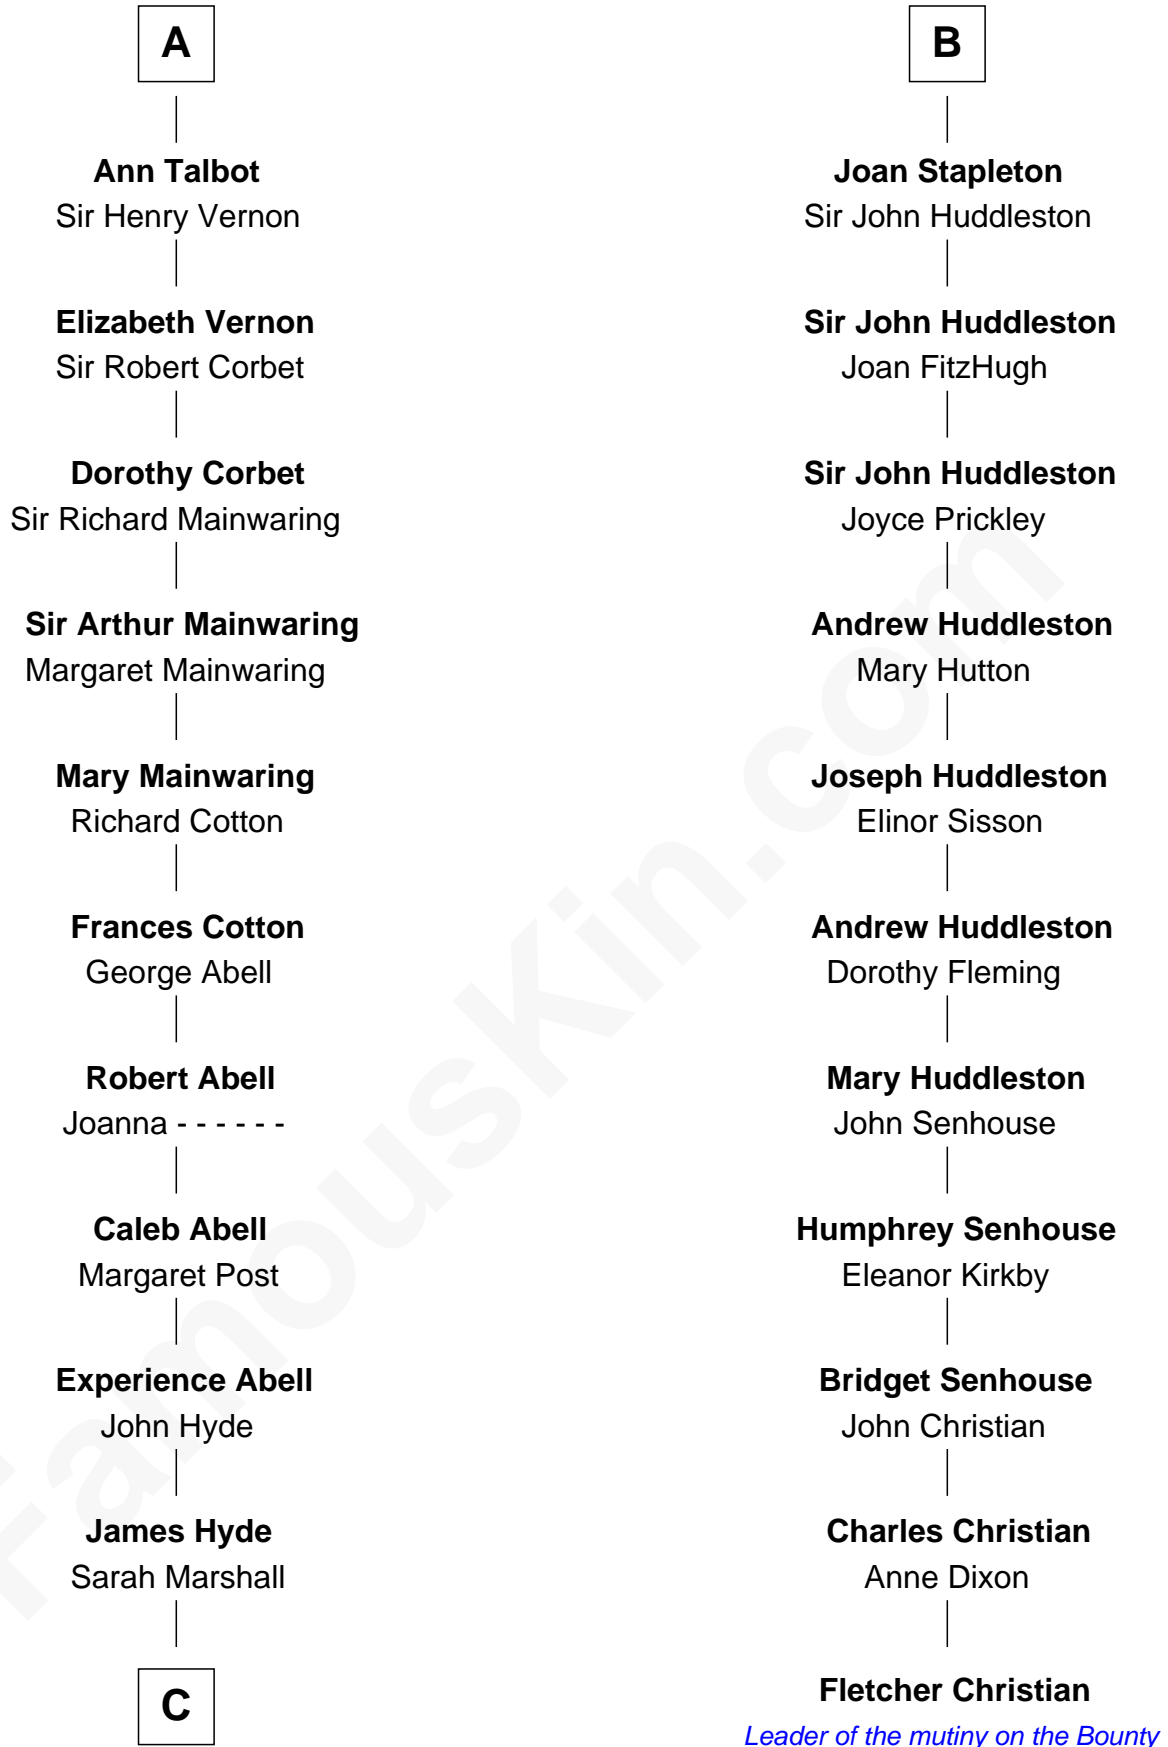 A
Ann Talbot
Sir Henry Vernon
Elizabeth Vernon
Sir Robert Corbet
Dorothy Corbet
Sir Richard Mainwaring
Sir Arthur Mainwaring
Margaret Mainwaring
Mary Mainwaring
Richard Cotton
Frances Cotton
George Abell
Robert Abell
Joanna - - - - - -
Caleb Abell
Margaret Post
Experience Abell
John Hyde
James Hyde
Sarah Marshall
C
B
Joan Stapleton
Sir John Huddleston
Sir John Huddleston
Joan FitzHugh
Sir John Huddleston
Joyce Prickley
Andrew Huddleston
Mary Hutton
Joseph Huddleston
Elinor Sisson
Andrew Huddleston
Dorothy Fleming
Mary Huddleston
John Senhouse
Humphrey Senhouse
Eleanor Kirkby
Bridget Senhouse
John Christian
Charles Christian
Anne Dixon
Fletcher Christian
Leader of the mutiny on the Bounty
FamousKin.com